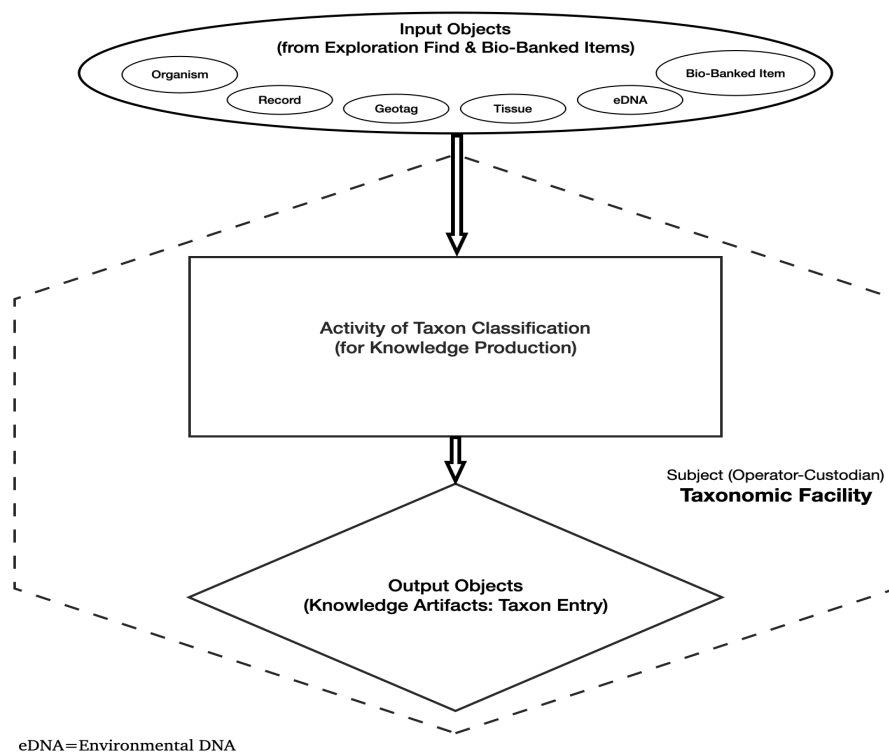 Input Objects
(from Exploration Find & Bio-Banked Items)
Organism
Record
Geotag
Tissue
eDNA
Bio-Banked Item
Activity of Taxon Classification
(for Knowledge Production)
Subject (Operator-Custodian)
Taxonomic Facility
Output Objects
(Knowledge Artifacts: Taxon Entry)
eDNA=Environmental DNA